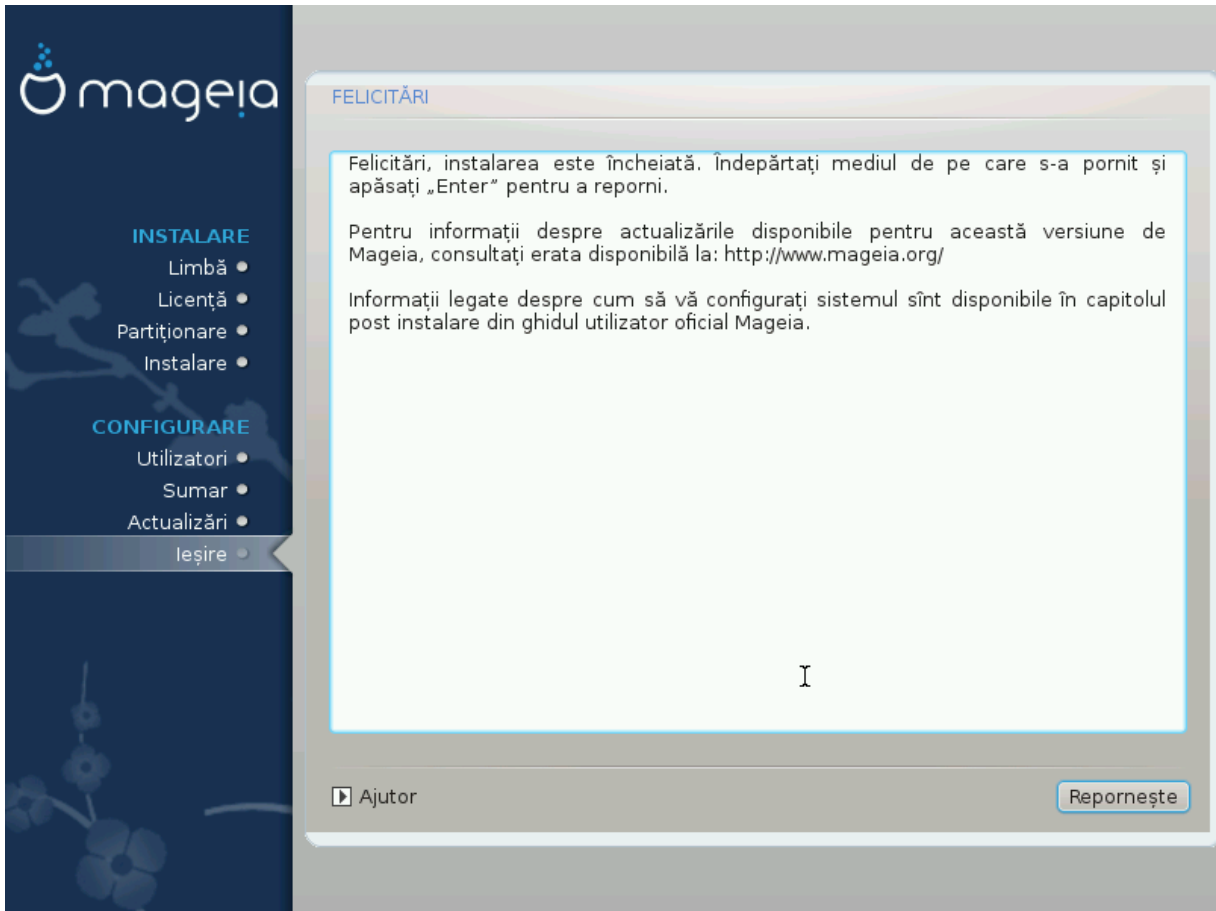 mageia
INSTALARE
Limbă
Licență
Partiționare
Instalare
CONFIGURARE
Utilizatori
Sumar
Actualizări
Ieșire
FELICITĂRI
Felicitări, instalarea este încheiată. Îndepărtați mediul de pe care s-a pornit și
apăsați „Enter” pentru a reporni.
Pentru informații despre actualizările disponibile pentru această versiune de
Mageia, consultați erata disponibilă la: http://www.mageia.org/
Informații legate despre cum să vă configurați sistemul sînt disponibile în capitolul
post instalare din ghidul utilizator oficial Mageia.
Ajutor
Repornește